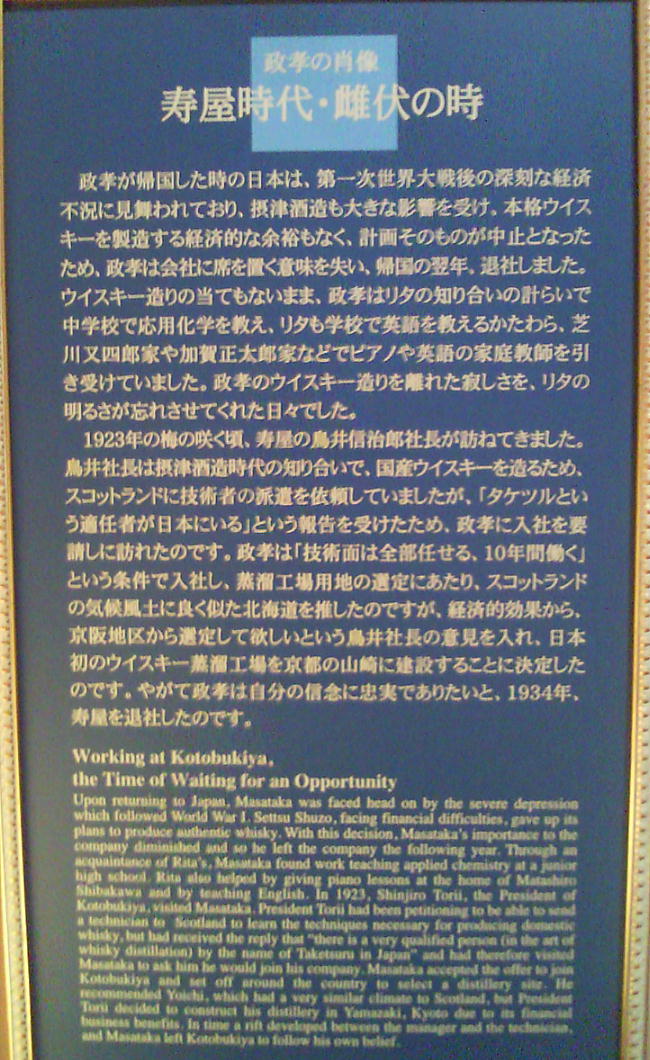 政孝の肖像
寿屋時代・雌伏の時
政孝が帰国した時の日本は、第一次世界大戦後の深刻な経済
不況に見舞われており、摂津酒造も大きな影響を受け、本格ウイス
キーを製造する経済的な余裕もなく、計画そのものが中止となった
ため、政孝は会社に席を置く意味を失い、帰国の翌年、退社しました。
ウイスキー造りの当てもないまま、政孝はリタの知り合いの計らいで
中学校で応用化学を教え、リタも学校で英語を教えるかたわら、芝
川又四郎家や加賀正太郎家などでピアノや英語の家庭教師を引
き受けていました。政孝のウイスキー造りを離れた寂しさを、リタの
明るさが忘れさせてくれた日々でした。
1923年の梅の咲く頃、寿屋の鳥井信治郎社長が訪ねてきました。
鳥井社長は摂津酒造時代の知り合いで、国産ウイスキーを造るため、
スコットランドに技術者の派遣を依頼していましたが、「タケツルとい
う適任者が日本にいる」という報告を受けたため、政孝に入社を要
請しに訪れたのです。政孝は「技術面は全部任せる、10年間働く」
という条件で入社し、蒸溜工場用地の選定にあたり、スコットランド
の気候風土に良く似た北海道を推したのですが、経済的効果から、
京阪地区から選定して欲しいという鳥井社長の意見を入れ、日本
初のウイスキー蒸溜工場を京都の山崎に建設することに決定した
のです。やがて政孝は自分の信念に忠実でありたいと、1934年、
寿屋を退社したのです。
Working at Kotobukiya,
the Time of Waiting for an Opportunity
Upon returning to Japan, Masataka was faced head on by the severe depression
which followed World War I. Settsu Shuzo, facing financial difficulties, gave up its
plans to produce authentic whisky. With this decision, Masataka's importance to the
company diminished and so he left the company the following year. Through an
acquaintance of Rita's, Masataka found work teaching applied chemistry at a junior
high school. Rita also helped by giving piano lessons at the home of Matashiro
Shibakawa and by teaching English. In 1923, Shinjiro Torii, the President of
Kotobukiya, visited Masataka. President Torii had been petitioning to be able to send
a technician to Scotland to learn the techniques necessary for producing domestic
whisky, but had received the reply that "there is a very qualified person (in the art of
whisky distillation) by the name of Taketsuru in Japan" and had therefore visited
Masataka to ask him he would join his company. Masataka accepted the offer to join
Kotobukiya and set off around the country to select a distillery site. He
recommended Yoichi, which had a very similar climate to Scotland, but President
Torii decided to construct his distillery in Yamazaki, Kyoto due to its financial
business benefits. In time a rift developed between the manager and the technician,
and Masataka left Kotobukiya to follow his own belief.